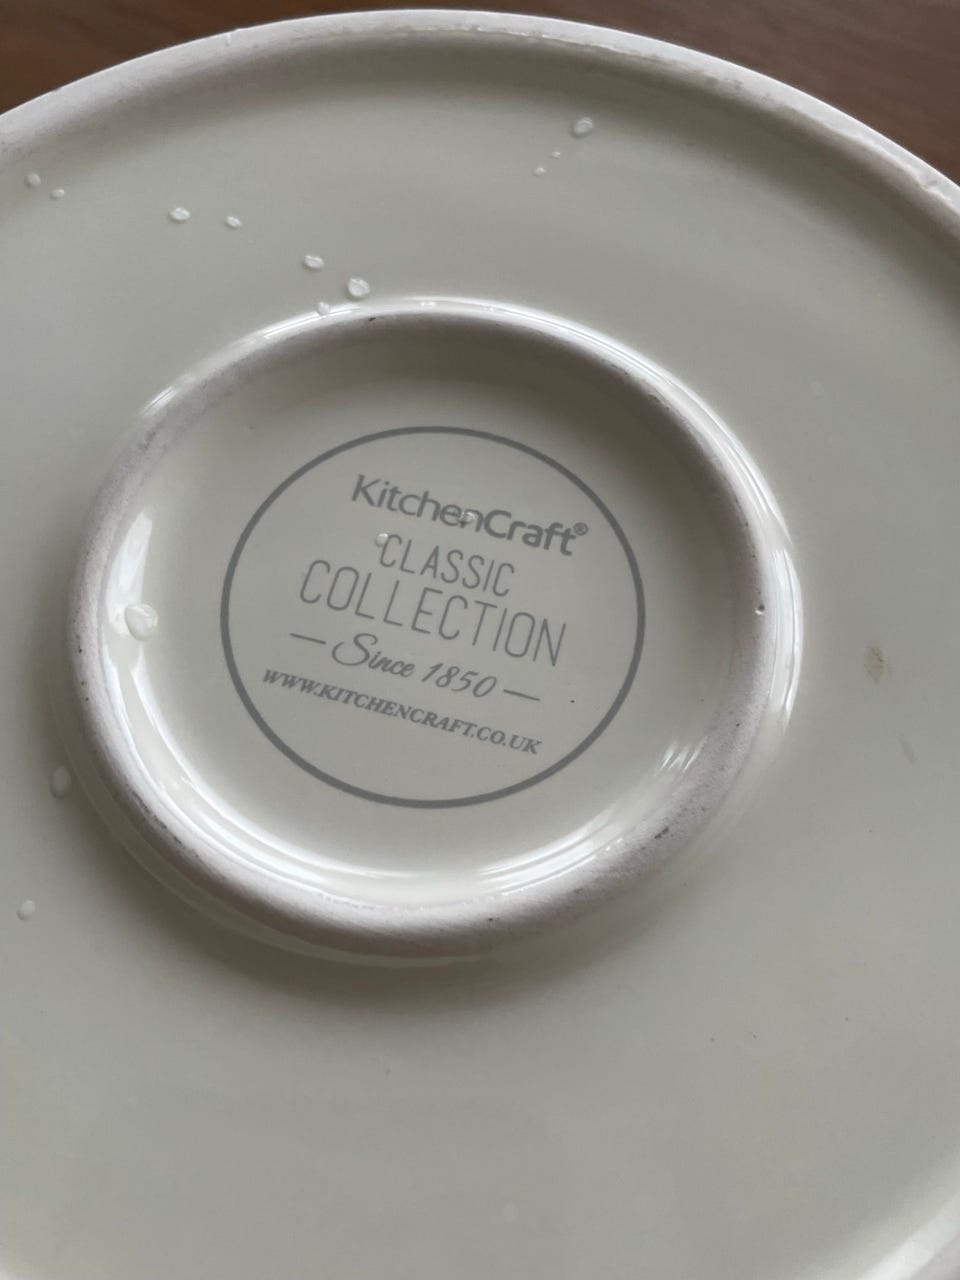 KitchenCraft®
CLASSIC
COLLECTION
— Since 1850 —
WWW.KITCHENCRAFT.CO.UK